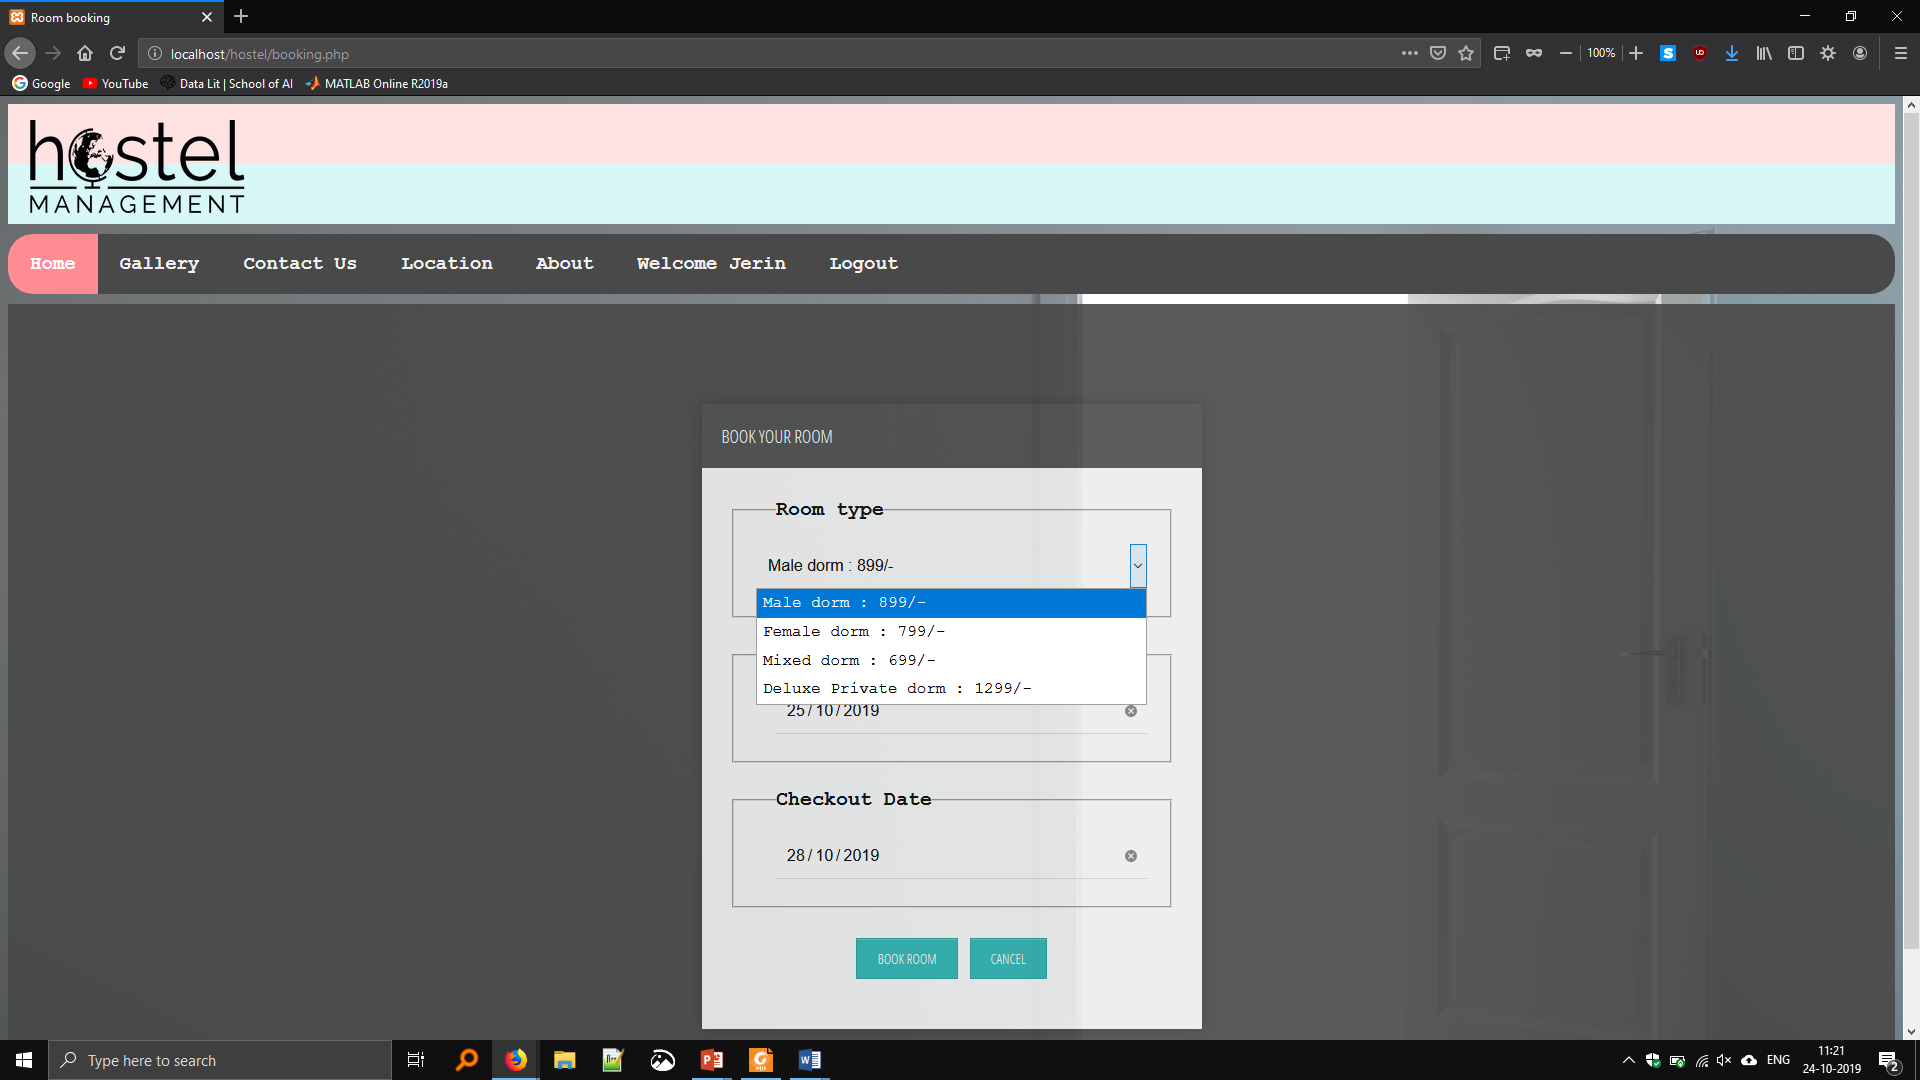 Room booking
localhost/hostel/booking.php
100%
Google YouTube Data Lit | School of AI MATLAB Online R2019a
hostel
MANAGEMENT
Home Gallery Contact Us Location About Welcome Jerin Logout
BOOK YOUR ROOM
Room type
Male dorm : 899/-
Male dorm : 899/-
Female dorm : 799/-
Mixed dorm : 699/-
Deluxe Private dorm : 1299/-
25/10/2019
Checkout Date
28/10/2019
BOOK ROOM CANCEL
Type here to search
ENG
11:21
24-10-2019
2